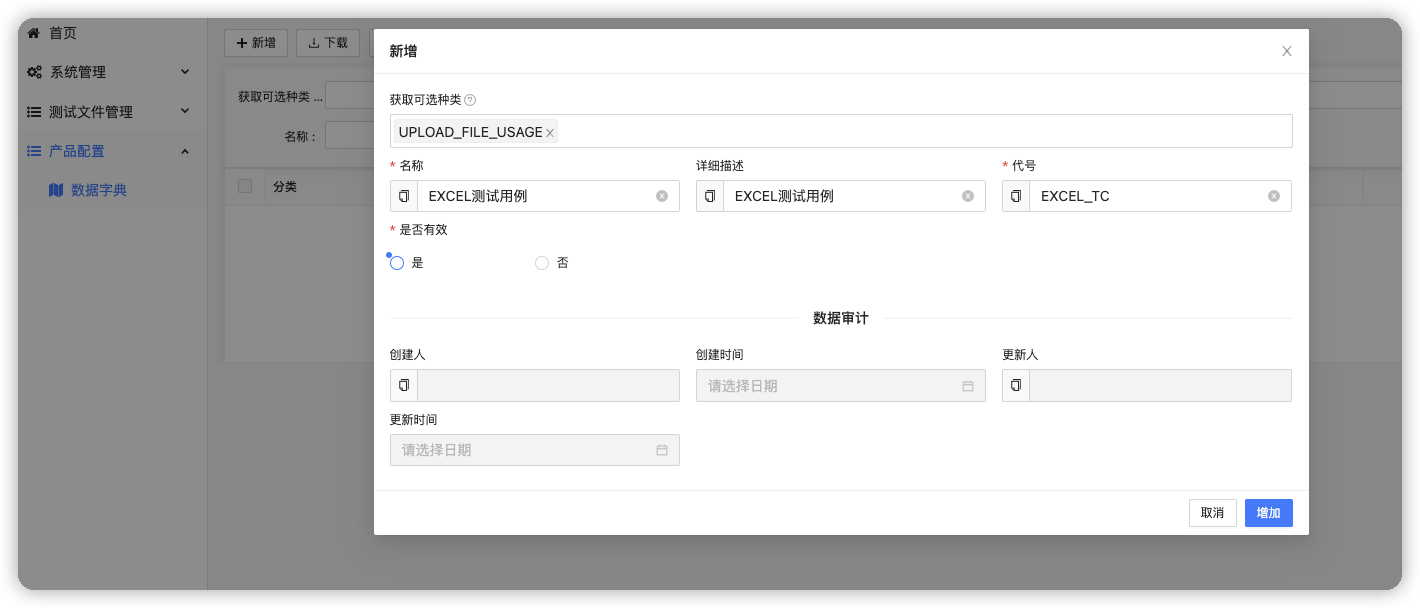 首页
系统管理
测试文件管理
产品配置
数据字典
新增
下载
获取可选种类 ...
名称 :
分类
新增
获取可选种类
UPLOAD_FILE_USAGE
* 名称
详细描述
* 代号
EXCEL测试用例
EXCEL测试用例
EXCEL_TC
* 是否有效
是
否
数据审计
创建人
创建时间
更新人
请选择日期
更新时间
请选择日期
取消
增加